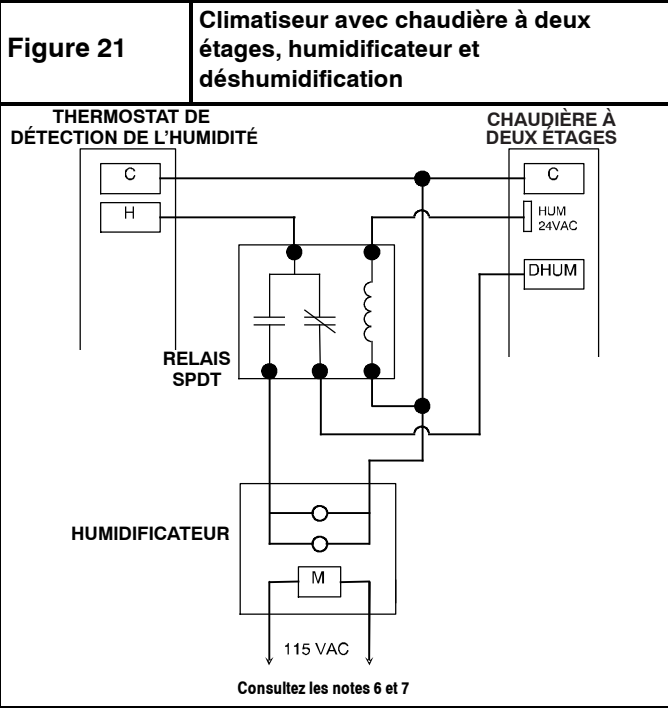 Figure 21
Climatiseur avec chaudière à deux
étages, humidificateur et
déshumidification
THERMOSTAT DE
DÉTECTION DE L'HUMIDITÉ
CHAUDIÈRE À
DEUX ÉTAGES
C
C
H
HUM
24VAC
DHUM
RELAIS
SPDT
HUMIDIFICATEUR
M
115 VAC
Consultez les notes 6 et 7